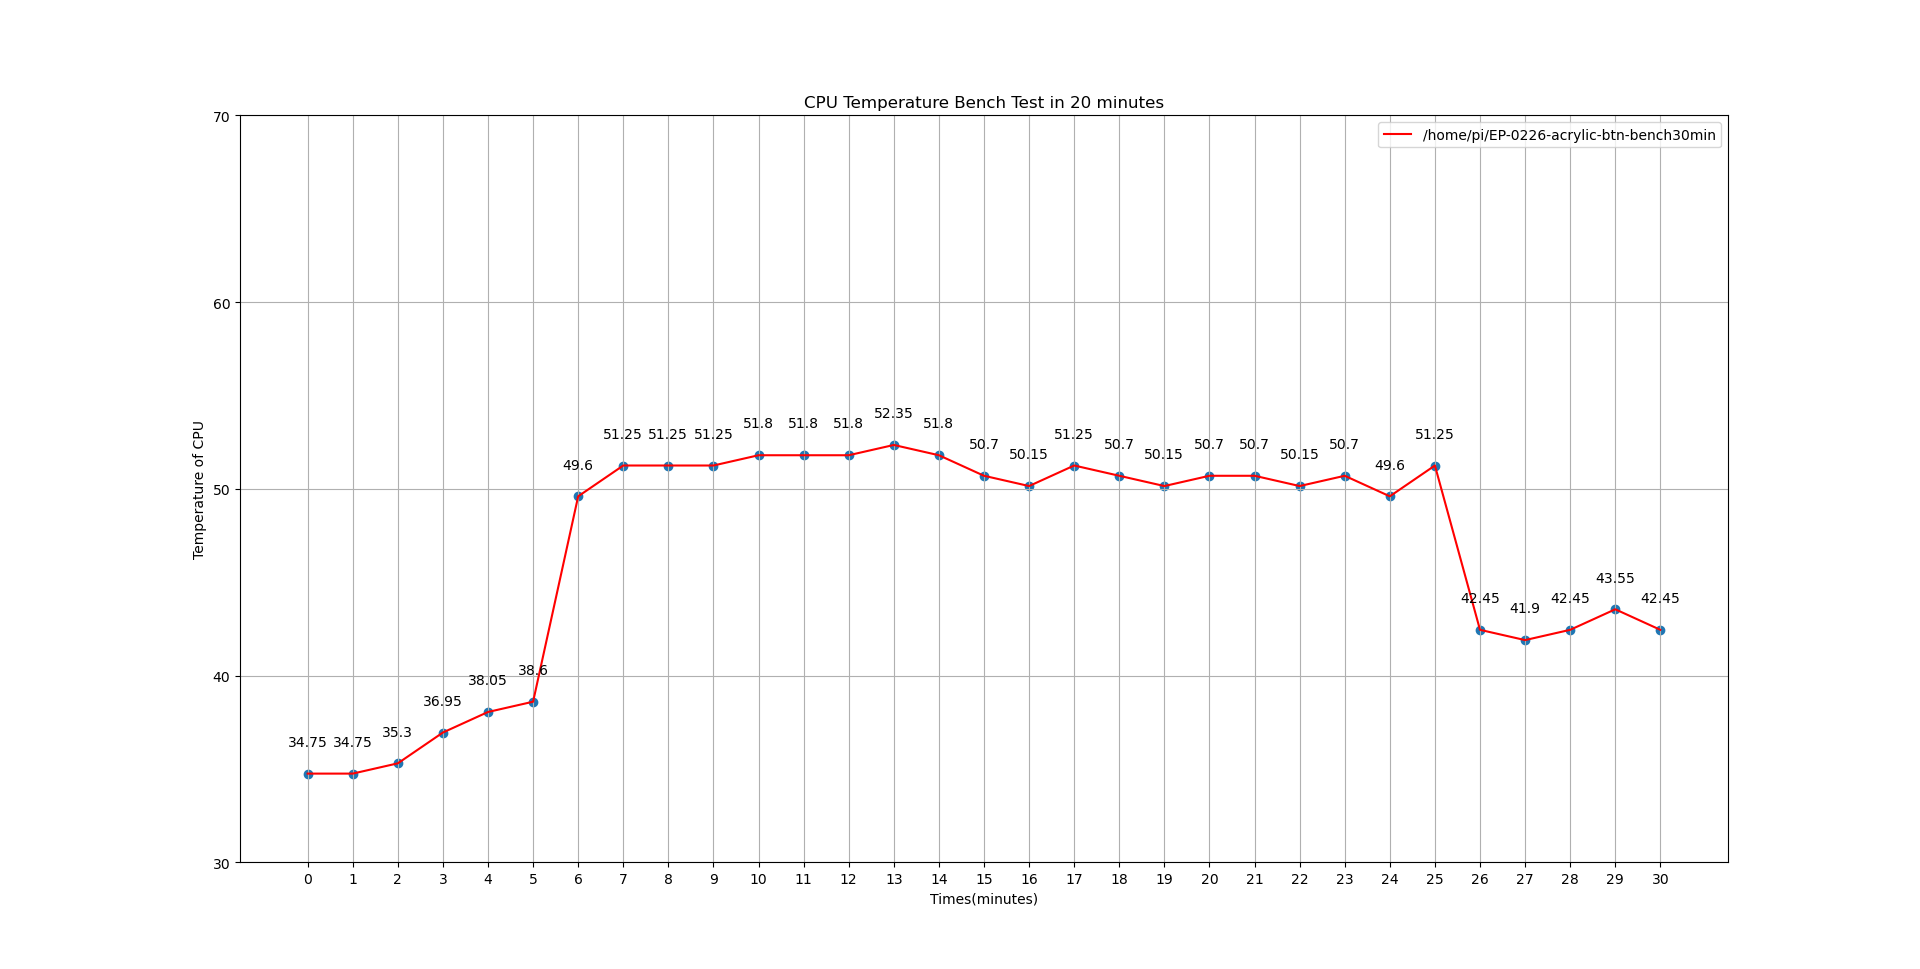 CPU Temperature Bench Test in 20 minutes
/home/pi/EP-0226-acrylic-btn-bench30min
Temperature of CPU
70
60
50
40
30
34.75 34.75 35.3 36.95 38.05 38.6 49.6 51.25 51.25 51.25 51.8 51.8 51.8 52.35 51.8 50.7 50.15 51.25 50.7 50.15 50.7 50.7 50.15 50.7 49.6 51.25 42.45 41.9 42.45 43.55 42.45
0 1 2 3 4 5 6 7 8 9 10 11 12 13 14 15 16 17 18 19 20 21 22 23 24 25 26 27 28 29 30
Times(minutes)